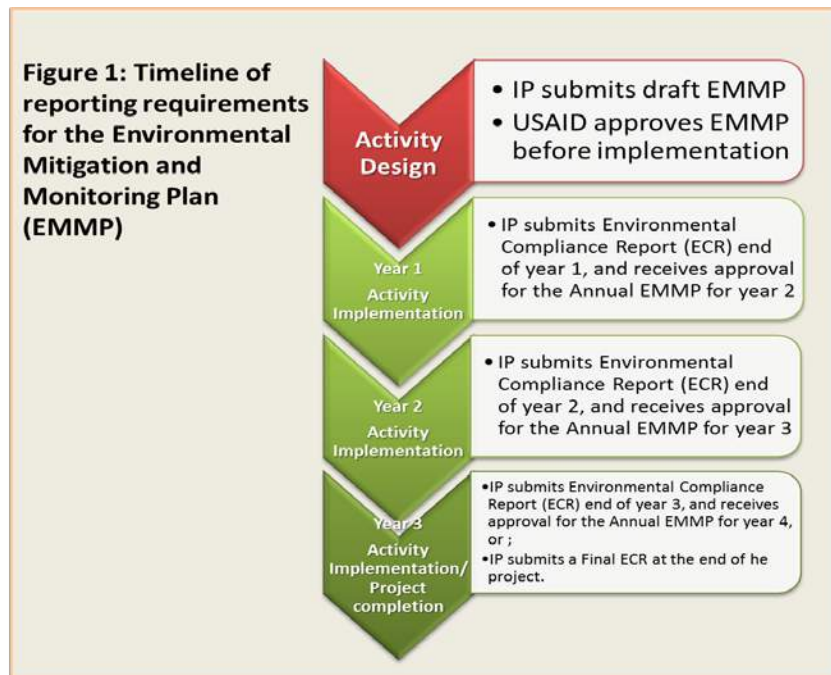 Figure 1: Timeline of
reporting requirements
for the Environmental
Mitigation and
Monitoring Plan
(EMMP)
Activity
Design
• IP submits draft EMMP
• USAID approves EMMP
before implementation
Year 1
Activity
Implementation
• IP submits Environmental
Compliance Report (ECR) end
of year 1, and receives approval
for the Annual EMMP for year 2
Year 2
Activity
Implementation
• IP submits Environmental
Compliance Report (ECR) end
of year 2, and receives approval
for the Annual EMMP for year 3
Year 3
Activity
Implementation/
Project
completion
•IP submits Environmental Compliance
Report (ECR) end of year 3, and receives
approval for the Annual EMMP for year 4,
or ;
•IP submits a Final ECR at the end of he
project.